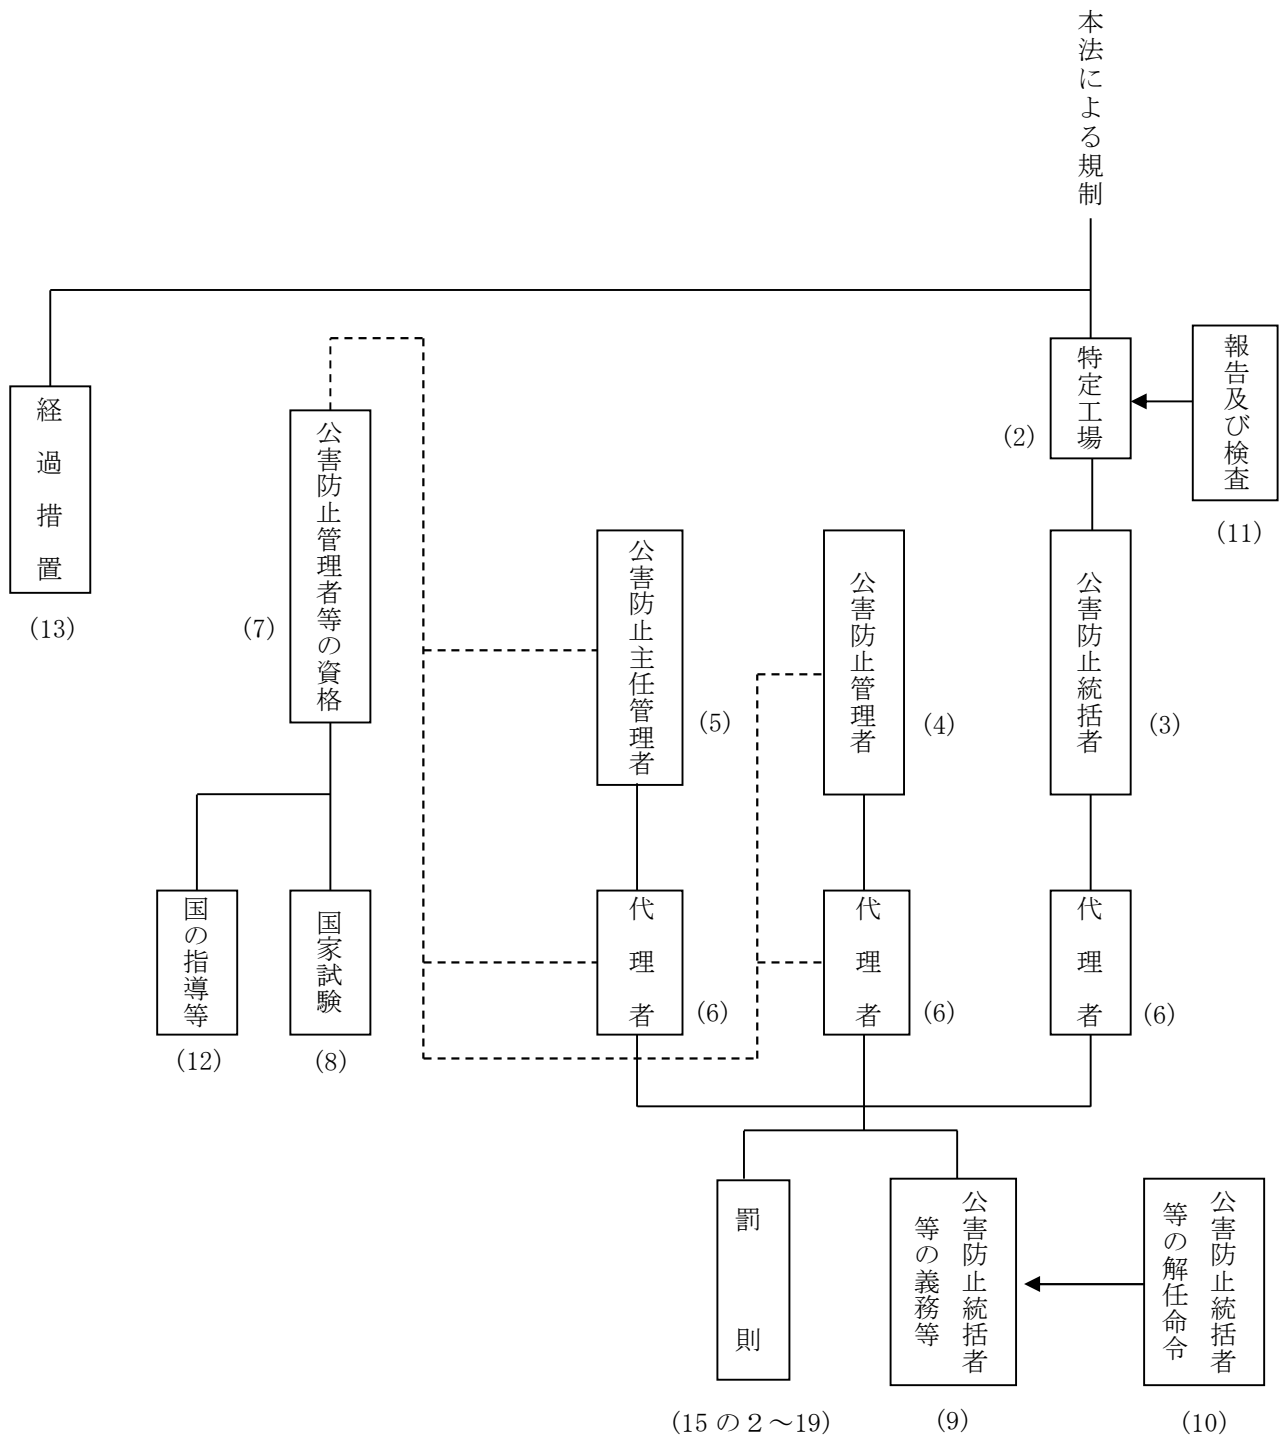 本法による規制
報告及び検査
(11)
特定工場
(2)
公害防止統括者
(3)
代理者
(6)
公害防止管理者
(4)
代理者
(6)
公害防止主任管理者
(5)
代理者
(6)
公害防止管理者等の資格
(7)
国家試験
(8)
国の指導等
(12)
経過措置
(13)
公害防止統括者
等の解任命令
(10)
公害防止統括者
等の義務等
(9)
罰則
(15 の 2～19)